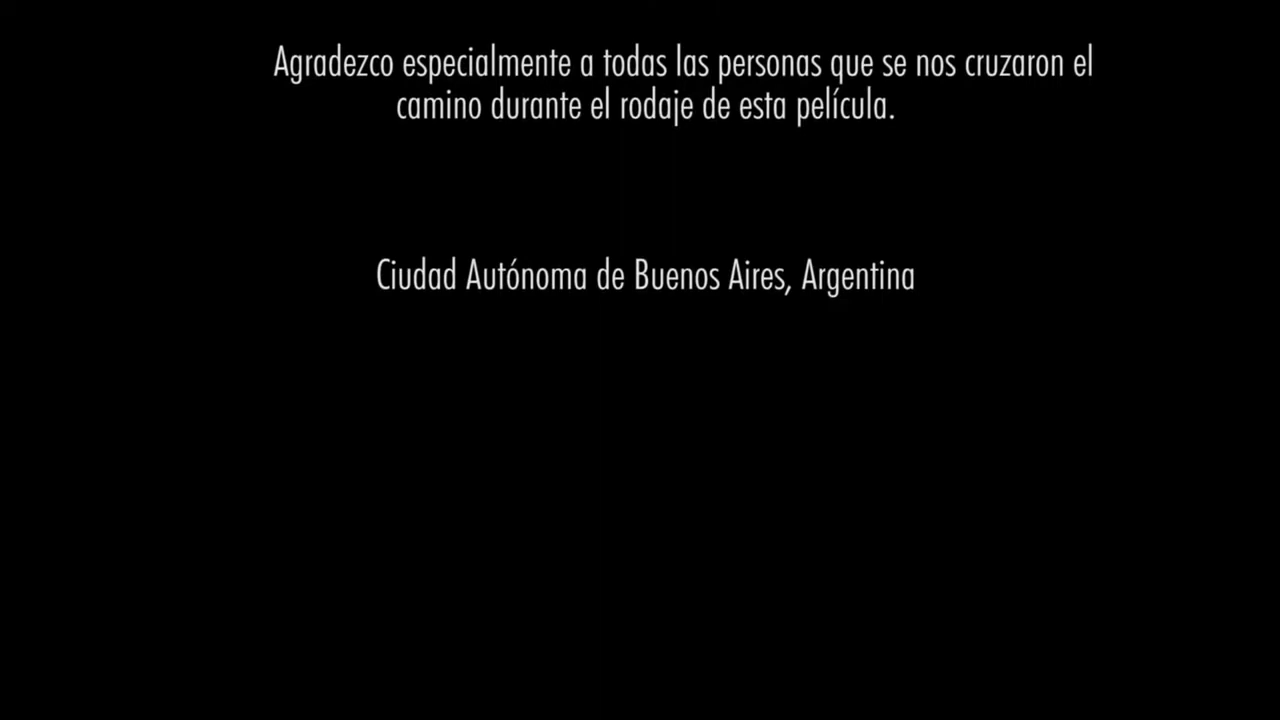 Agradezco especialmente a todas las personas que se nos cruzaron el
camino durante el rodaje de esta película.
Ciudad Autónoma de Buenos Aires, Argentina